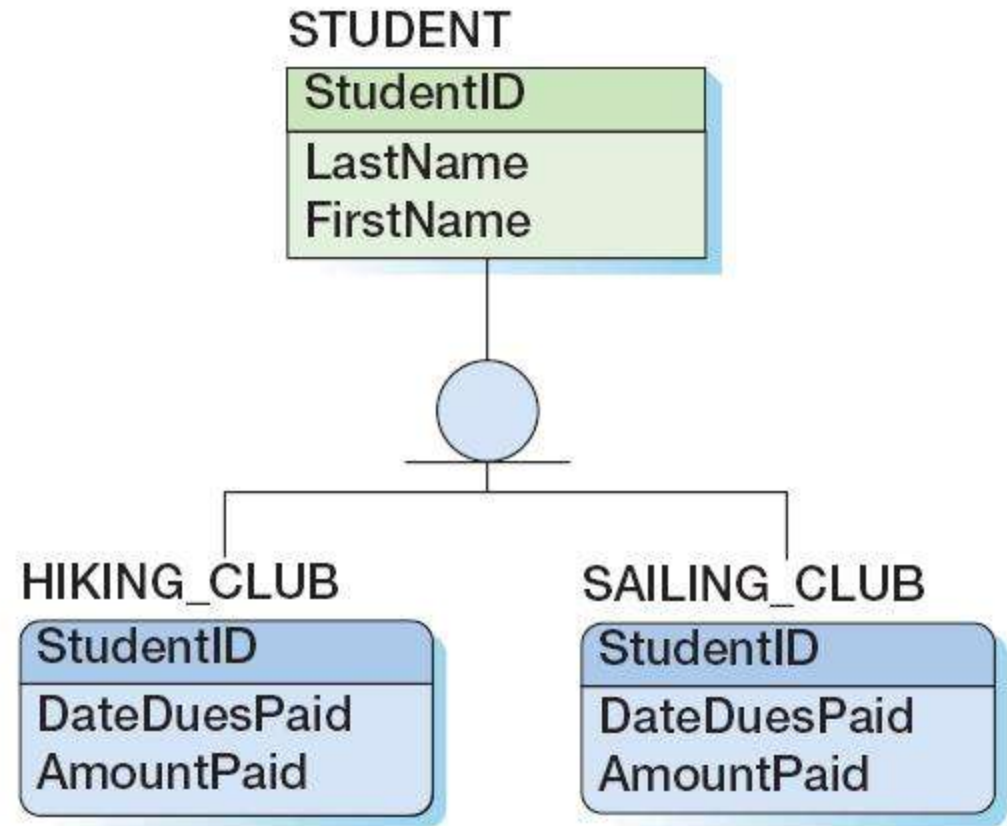 STUDENT
StudentID
LastName
FirstName
HIKING_CLUB
StudentID
DateDuesPaid
AmountPaid
SAILING_CLUB
StudentID
DateDuesPaid
AmountPaid